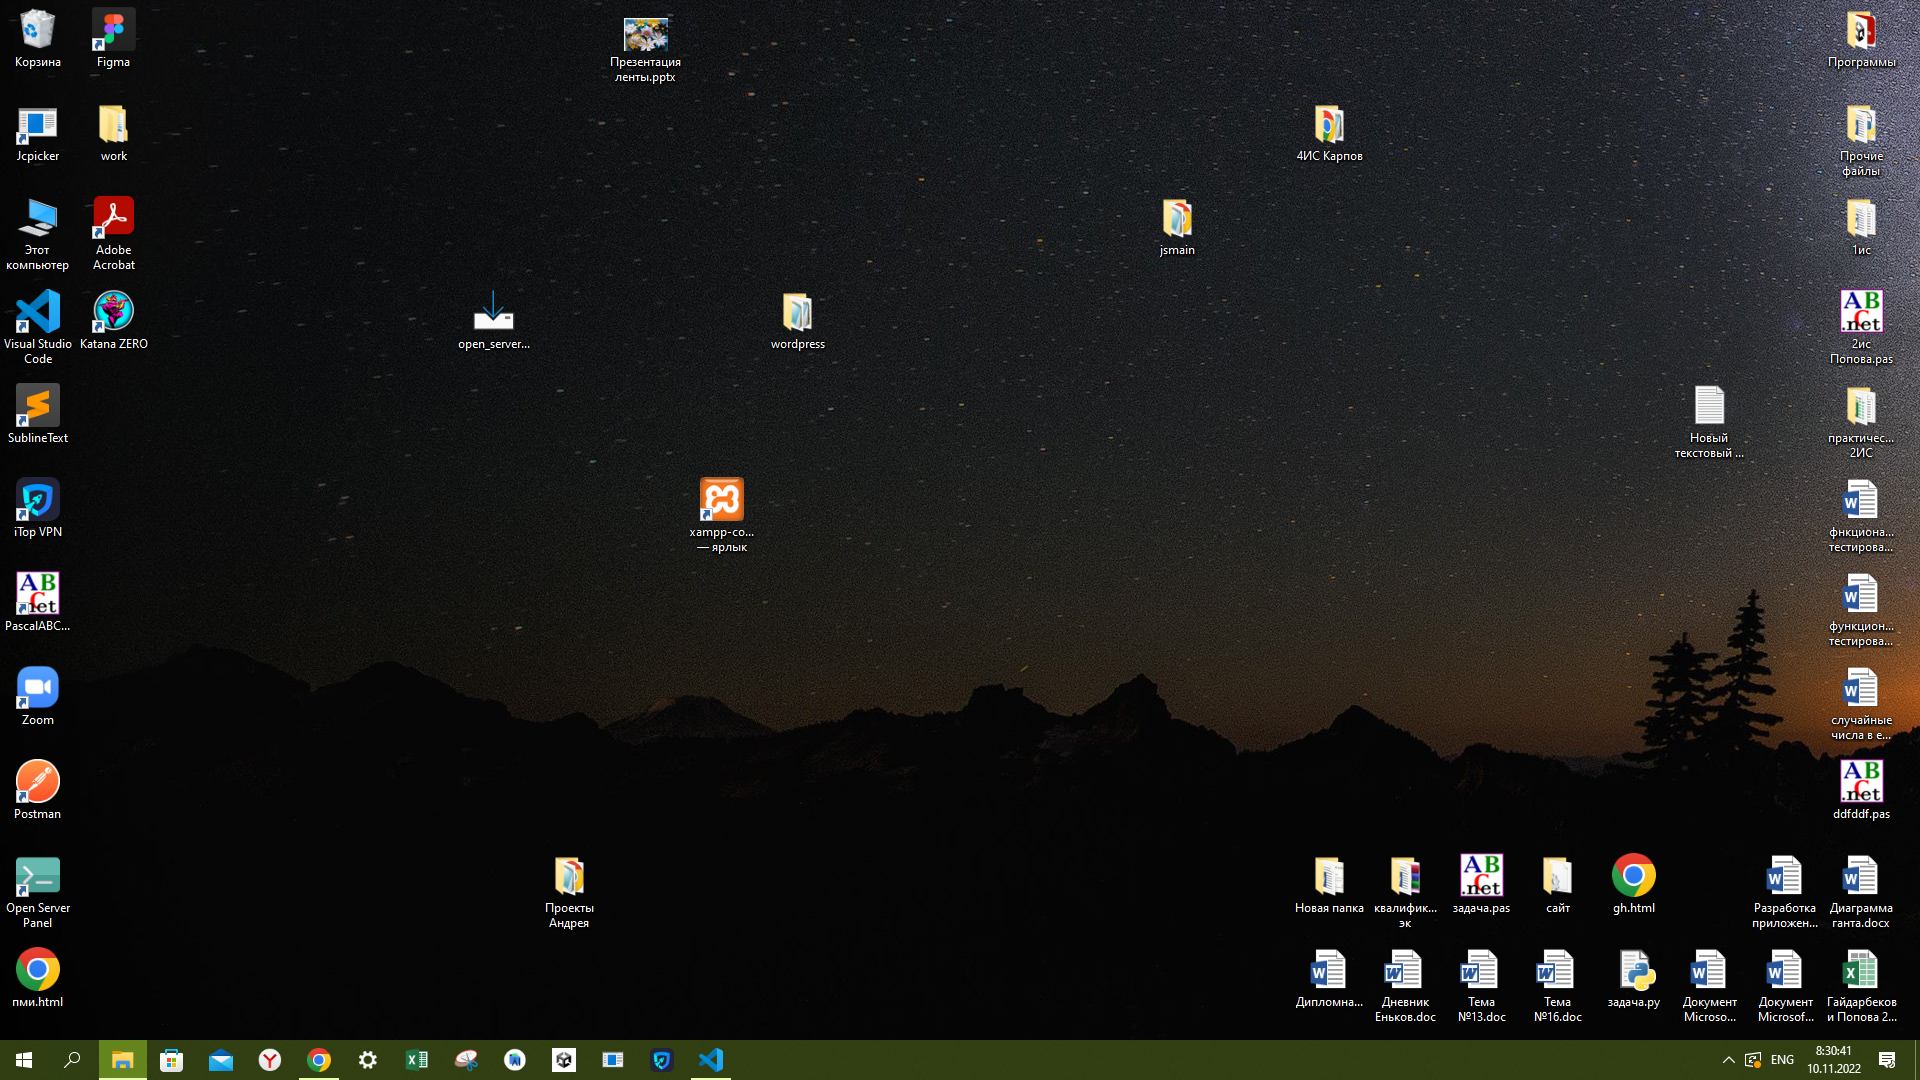 Корзина
Figma
Презентация
ленты.pptx
Программы
Jcpicker
work
4ИС Карпов
Прочие
файлы
Этот
компьютер
Adobe
Acrobat
jsmain
1ис
Visual Studio
Code
Katana ZERO
open_server...
wordpress
2ис
Попова.pas
SublineText
Новый
текстовый ...
практичес...
2ИС
iTop VPN
xampp-co...
— ярлык
фнкциона...
тестирова...
PascalABC...
функцион...
тестирова...
Zoom
случайные
числа в е...
Postman
ddfddf.pas
Open Server
Panel
Проекты
Андрея
Новая папка
квалифик...
эк
задача.pas
сайт
gh.html
Разработка
приложен...
Диаграмма
ганта.docx
пми.html
Дипломна...
Дневник
Еньков.doc
Тема
№13.doc
Тема
№16.doc
задача.py
Документ
Microso...
Документ
Microsof...
Гайдарбеков
и Попова 2...
ENG
8:30:41
10.11.2022